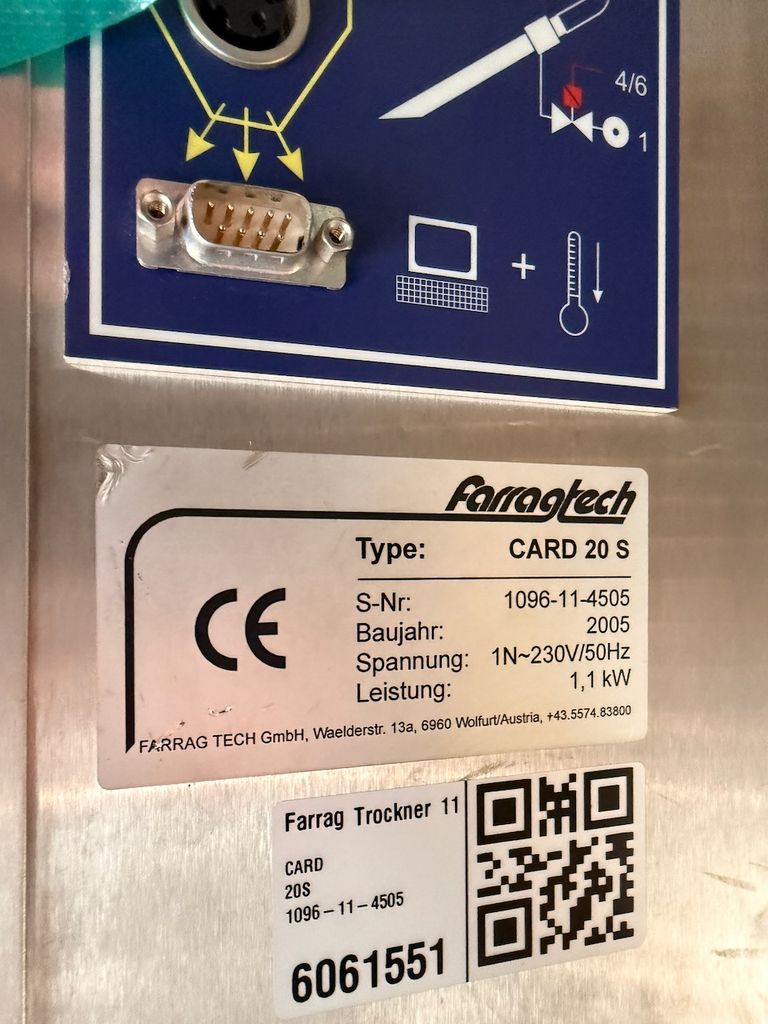 4/6
1
+
Farragtech
Type: CARD 20 S
S-Nr: 1096-11-4505
Baujahr: 2005
Spannung: 1N~230V/50Hz
Leistung: 1,1 kW
CE
FARRAG TECH GmbH, Waelderstr. 13a, 6960 Wolfurt/Austria, +43.5574.83800
Farrag Trockner 11
CARD
20S
1096-11-4505
6061551